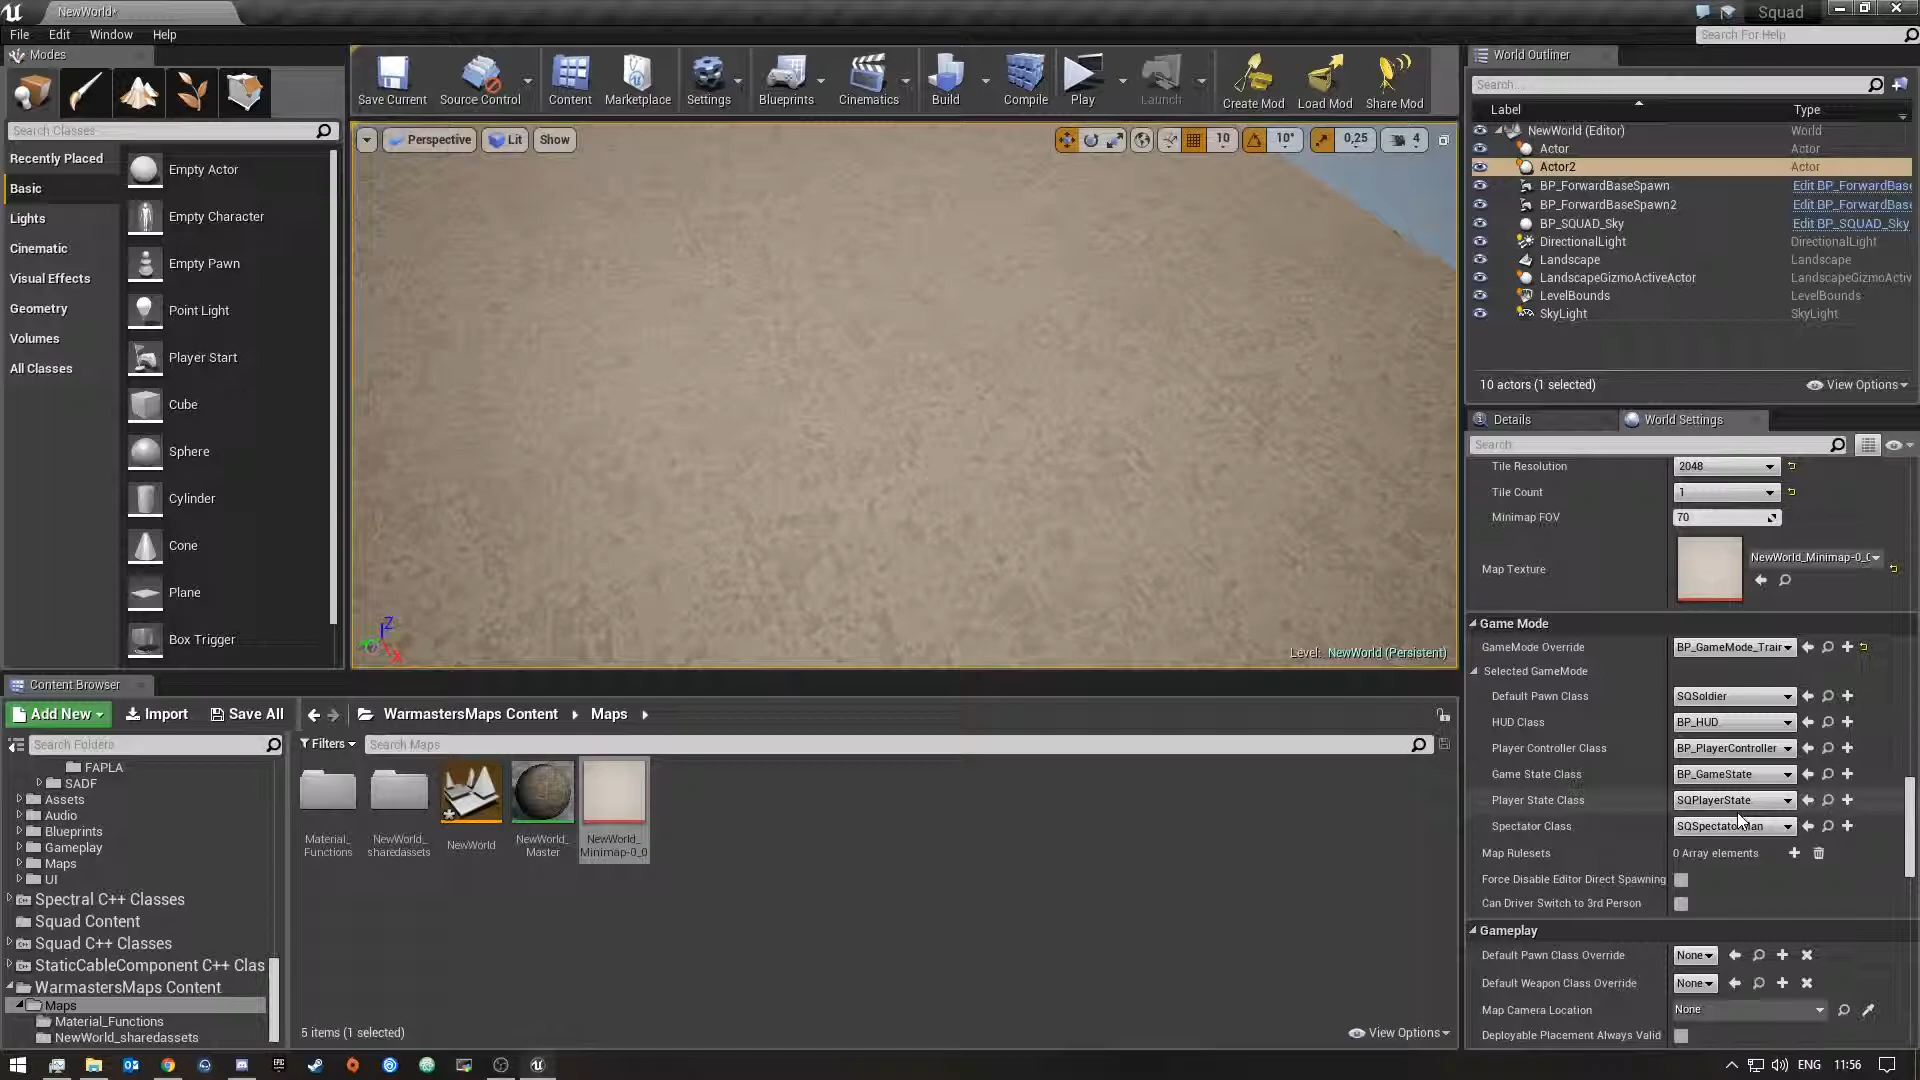 NewWorld*
Squad
File Edit Window Help
Search For Help
Modes
Search Classes
Recently Placed
Basic
Lights
Cinematic
Visual Effects
Geometry
Volumes
All Classes
Empty Actor
Empty Character
Empty Pawn
Point Light
Player Start
Cube
Sphere
Cylinder
Cone
Plane
Box Trigger
Save Current Source Control Content Marketplace Settings Blueprints Cinematics Build Compile Play Launch Create Mod Load Mod Share Mod
Perspective Lit Show
10 10° 0,25 4
Z
X
Level: NewWorld (Persistent)
World Outliner
Search...
Label Type
NewWorld (Editor) World
Actor Actor
Actor2 Actor
BP_ForwardBaseSpawn Edit BP_ForwardBase
BP_ForwardBaseSpawn2 Edit BP_ForwardBase
BP_SQUAD_Sky Edit BP_SQUAD_Sky
DirectionalLight DirectionalLight
Landscape Landscape
LandscapeGizmoActiveActor LandscapeGizmoActiv
LevelBounds LevelBounds
SkyLight SkyLight
10 actors (1 selected) View Options
Details World Settings
Search
Tile Resolution 2048
Tile Count 1
Minimap FOV 70
Map Texture NewWorld_Minimap-0_0
Game Mode
GameMode Override BP_GameMode_Train
Selected GameMode
Default Pawn Class SQSoldier
HUD Class BP_HUD
Player Controller Class BP_PlayerController
Game State Class BP_GameState
Player State Class SQPlayerState
Spectator Class
Map Rulesets 0 Array elements
Force Disable Editor Direct Spawning
Can Driver Switch to 3rd Person
Gameplay
Default Pawn Class Override None
Default Weapon Class Override None
Map Camera Location None
Deployable Placement Always Valid
Content Browser
Add New Import Save All WarmastersMaps Content Maps
Search Folders
Filters Search Maps
FAPLA
SADF
Assets
Audio
Blueprints
Gameplay
Maps
UI
Spectral C++ Classes
Squad Content
Squad C++ Classes
StaticCableComponent C++ Clas
WarmastersMaps Content
Maps
Material_Functions
NewWorld_sharedassets
Material_
Functions
NewWorld_
sharedassets
NewWorld
NewWorld_
Master
NewWorld_
Minimap-0_0
5 items (1 selected) View Options
ENG 11:56